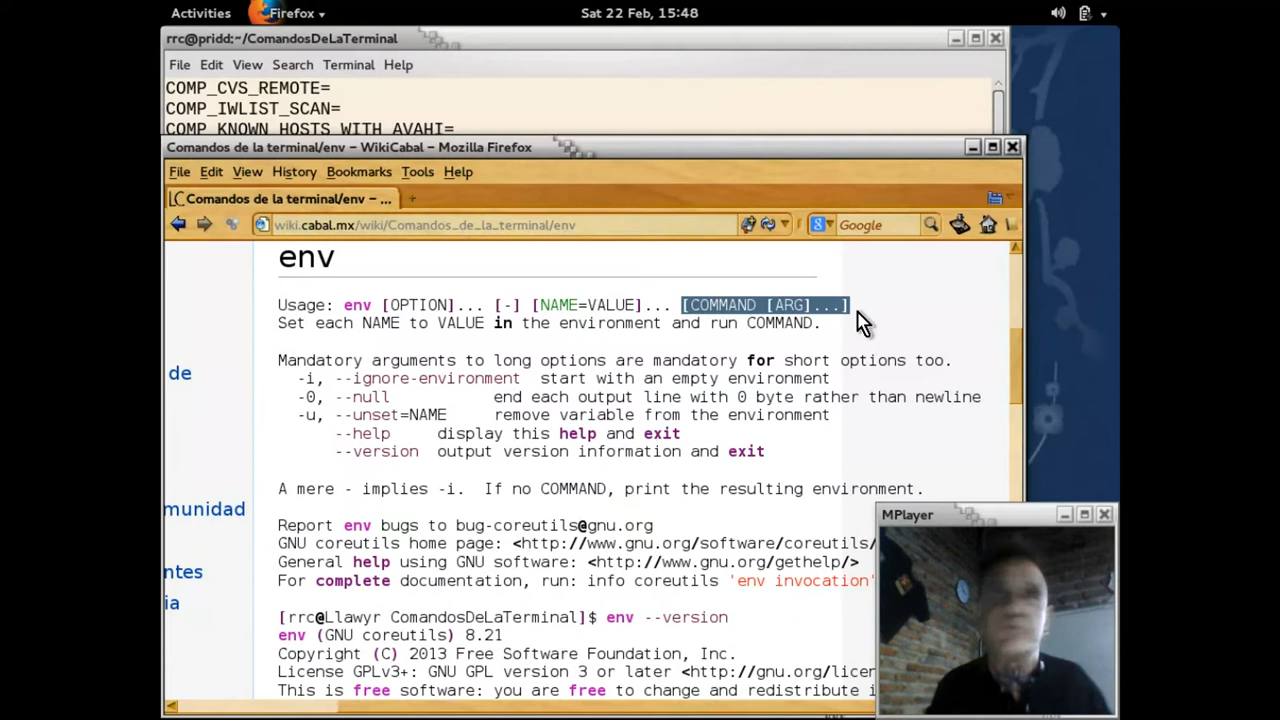 Activities
Firefox
Sat 22 Feb, 15:48
rrc@pridd:~/ComandosDeLaTerminal
File Edit View Search Terminal Help
COMP_CVS_REMOTE=
COMP_IWLIST_SCAN=
COMP_KNOWN_HOSTS_WITH_AVAHI=
Comandos de la terminal/env – WikiCabal – Mozilla Firefox
File Edit View History Bookmarks Tools Help
Comandos de la terminal/env – ...
wiki.cabal.mx/wiki/Comandos_de_la_terminal/env
Google
env
Usage: env [OPTION]... [-] [NAME=VALUE]... [COMMAND [ARG]...]
Set each NAME to VALUE in the environment and run COMMAND.
Mandatory arguments to long options are mandatory for short options too.
-i, --ignore-environment  start with an empty environment
-0, --null           end each output line with 0 byte rather than newline
-u, --unset=NAME     remove variable from the environment
--help     display this help and exit
--version  output version information and exit
A mere - implies -i.  If no COMMAND, print the resulting environment.
Report env bugs to bug-coreutils@gnu.org
GNU coreutils home page: <http://www.gnu.org/software/coreutils/
General help using GNU software: <http://www.gnu.org/gethelp/>
For complete documentation, run: info coreutils 'env invocation'
[rrc@Llawyr ComandosDeLaTerminal]$ env --version
env (GNU coreutils) 8.21
Copyright (C) 2013 Free Software Foundation, Inc.
License GPLv3+: GNU GPL version 3 or later <http://gnu.org/licen
This is free software: you are free to change and redistribute i
de
munidad
ntes
ia
MPlayer